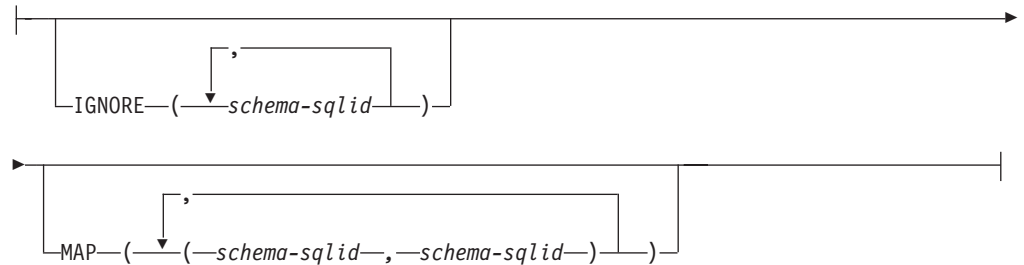 ,
IGNORE ( schema-sqlid )
,
MAP ( ( schema-sqlid , schema-sqlid ) )